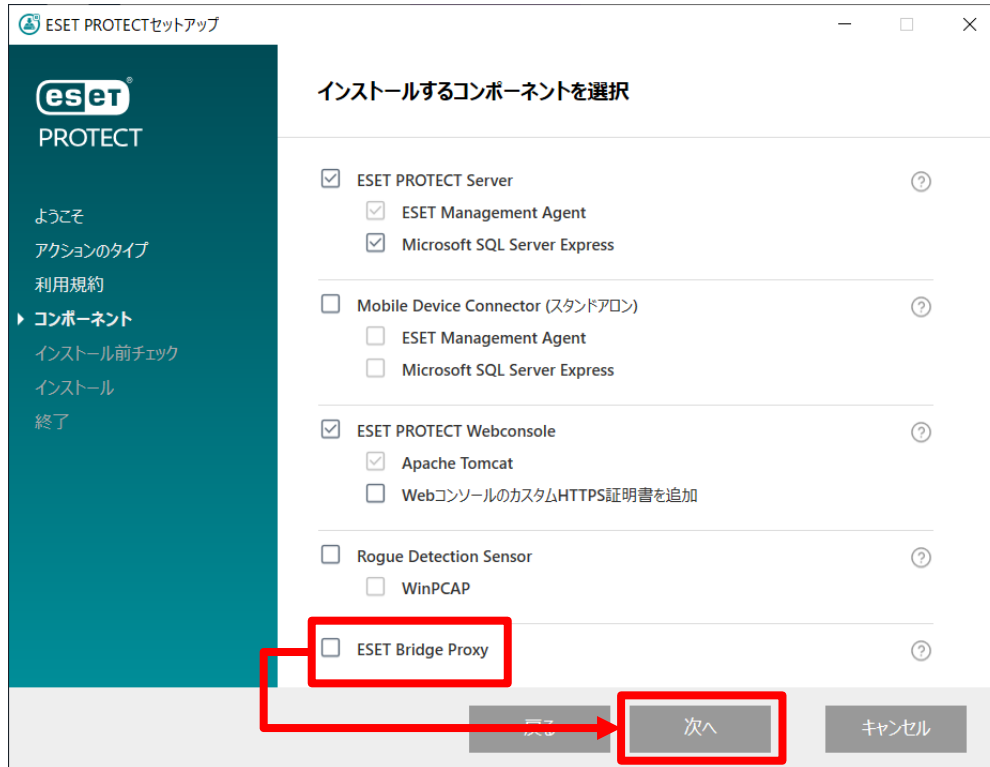 ESET PROTECTセットアップ
eset
PROTECT
ようこそ
アクションのタイプ
利用規約
コンポーネント
インストール前チェック
インストール
終了
インストールするコンポーネントを選択
ESET PROTECT Server
ESET Management Agent
Microsoft SQL Server Express
Mobile Device Connector (スタンドアロン)
ESET Management Agent
Microsoft SQL Server Express
ESET PROTECT Webconsole
Apache Tomcat
WebコンソールのカスタムHTTPS証明書を追加
Rogue Detection Sensor
WinPCAP
ESET Bridge Proxy
戻る
次へ
キャンセル